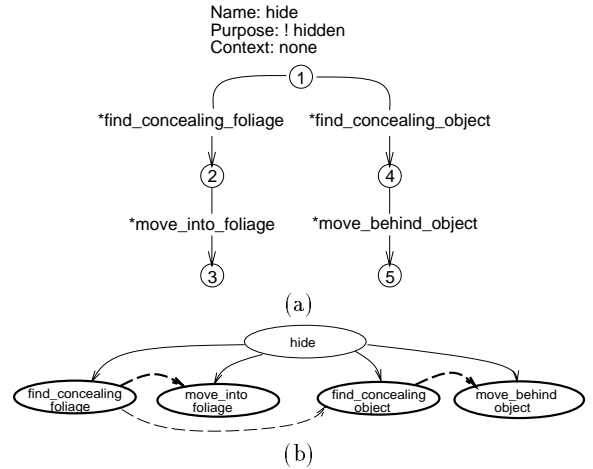 Name: hide
Purpose: ! hidden
Context: none
1
*find_concealing_foliage *find_concealing_object
2 4
*move_into_foliage *move_behind_object
3 5
(a)
hide
find_concealing
foliage
move_into
foliage
find_concealing
object
move_behind
object
(b)